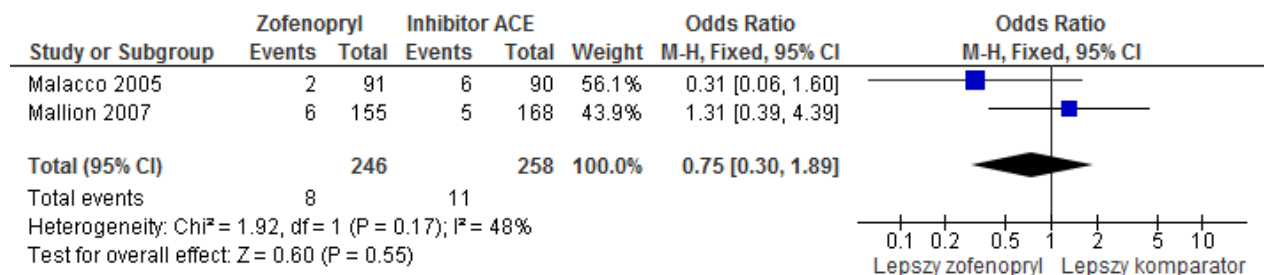 Zofenopryl Inhibitor ACE Odds Ratio Odds Ratio
Study or Subgroup Events Total Events Total Weight M-H, Fixed, 95% CI M-H, Fixed, 95% CI
Malacco 2005 2 91 6 90 56.1% 0.31 [0.06, 1.60]
Mallion 2007 6 155 5 168 43.9% 1.31 [0.39, 4.39]
Total (95% CI) 246 258 100.0% 0.75 [0.30, 1.89]
Total events 8 11
Heterogeneity: Chi² = 1.92, df = 1 (P = 0.17); I² = 48%
Test for overall effect: Z = 0.60 (P = 0.55)
0.1 0.2 0.5 1 2 5 10
Lepszy zofenopryl Lepszy komparator